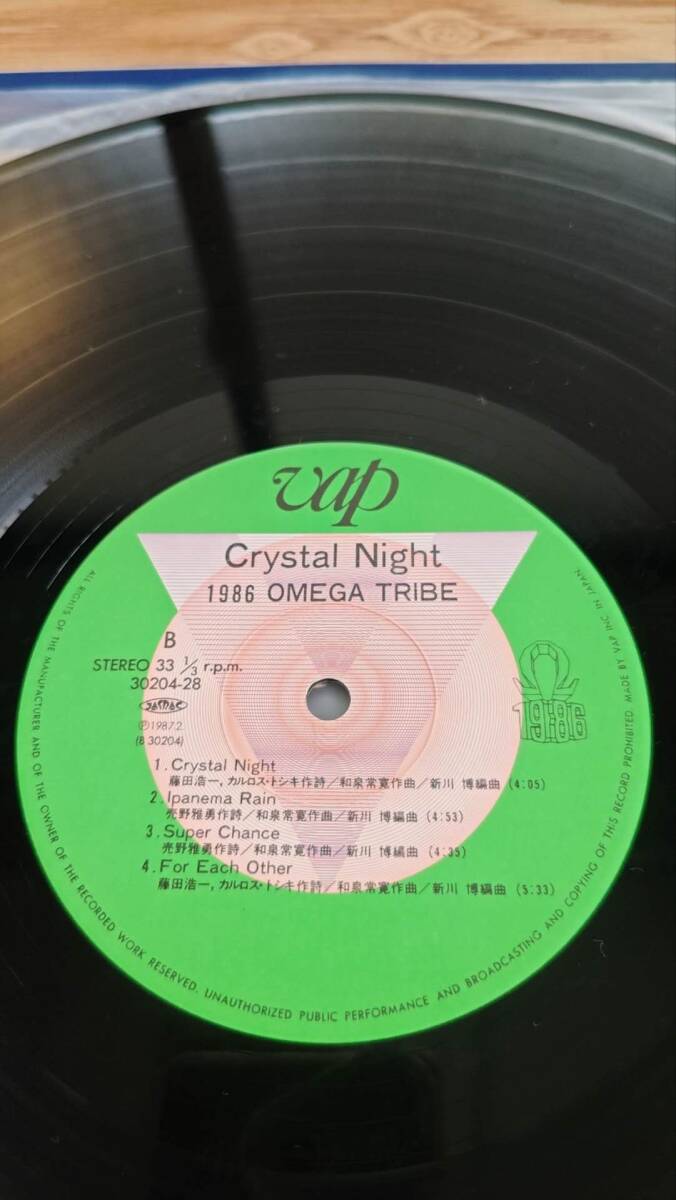 vap
Crystal Night
1986 OMEGA TRIBE
B
STEREO 33 1/3 r.p.m.
30204-28
JASRAC
Ⓟ1987.2
(B 30204)
19:86
1. Crystal Night
藤田浩一, カルロス・トシキ作詩/和泉常寛作曲/新川 博編曲 (4:05)
2. Ipanema Rain
売野雅勇作詩/和泉常寛作曲/新川 博編曲 (4:53)
3. Super Chance
売野雅勇作詩/和泉常寛作曲/新川 博編曲 (4:35)
4. For Each Other
藤田浩一, カルロス・トシキ作詩/和泉常寛作曲/新川 博編曲 (5:33)
ALL RIGHTS OF THE MANUFACTURER AND OF THE OWNER OF THE RECORDED WORK RESERVED. UNAUTHORIZED PUBLIC PERFORMANCE AND BROADCASTING AND COPYING OF THIS RECORD PROHIBITED. MADE BY VAP INC IN JAPAN.